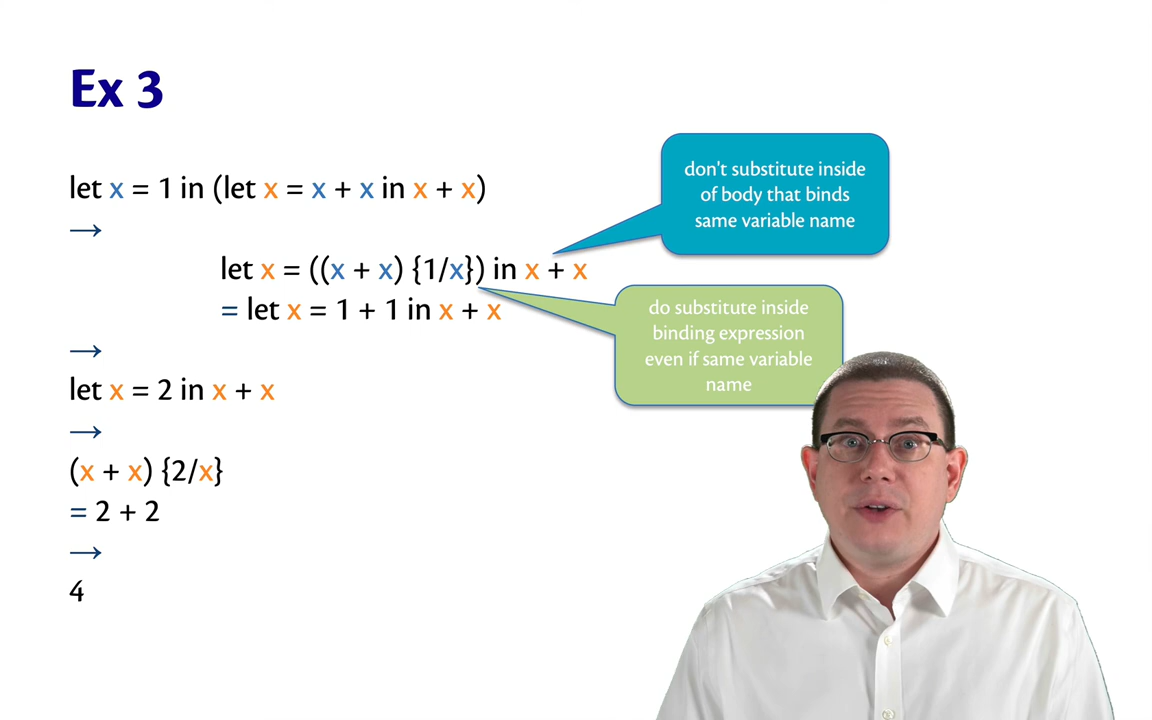 Ex 3
let x = 1 in (let x = x + x in x + x)
→
let x = ((x + x) {1/x}) in x + x
= let x = 1 + 1 in x + x
→
let x = 2 in x + x
→
(x + x) {2/x}
= 2 + 2
→
4
don't substitute inside
of body that binds
same variable name
do substitute inside
binding expression
even if same variable
name